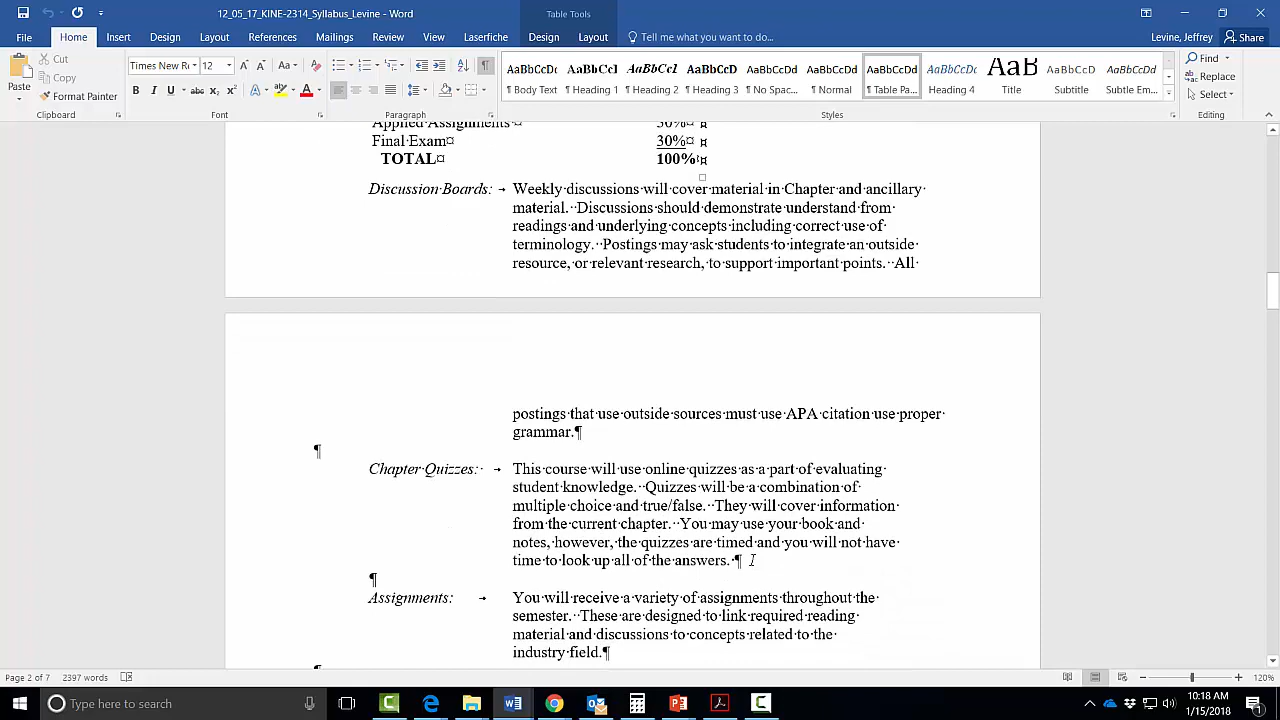 12_05_17_KINE-2314_Syllabus_Levine - Word
Table Tools
File Home Insert Design Layout References Mailings Review View Laserfiche Design Layout Tell me what you want to do...
Levine, Jeffrey Share
Paste
Cut
Copy
Format Painter
Times New Ro 12
AaBbCcDd AaBbCcI AaBbCcI AaBbCcD AaBbCcDd AaBbCcDd AaBbCcDd AaBbCcDc AaB AaBbCcD AaBbCcDd
¶ Body Text ¶ Heading 1 ¶ Heading 2 ¶ Heading 3 ¶ No Spac... ¶ Normal ¶ Table Pa... Heading 4 Title Subtitle Subtle Em...
Find
Replace
Select
Clipboard Font Paragraph Styles Editing
Applied·Assignments·¤ 30%¤ ¤
Final·Exam¤ 30%¤ ¤
TOTAL¤ 100%¤
Discussion·Boards: → Weekly·discussions·will·cover·material·in·Chapter·and·ancillary·
material.··Discussions·should·demonstrate·understand·from·
readings·and·underlying·concepts·including·correct·use·of·
terminology.··Postings·may·ask·students·to·integrate·an·outside·
resource,·or·relevant·research,·to·support·important·points.··All·
postings·that·use·outside·sources·must·use·APA·citation·use·proper·
grammar.¶
¶
Chapter·Quizzes:· → This·course·will·use·online·quizzes·as·a·part·of·evaluating·
student·knowledge.··Quizzes·will·be·a·combination·of·
multiple·choice·and·true/false.··They·will·cover·information·
from·the·current·chapter.··You·may·use·your·book·and·
notes,·however,·the·quizzes·are·timed·and·you·will·not·have·
time·to·look·up·all·of·the·answers.·¶
¶
Assignments: → You·will·receive·a·variety·of·assignments·throughout·the·
semester.··These·are·designed·to·link·required·reading·
material·and·discussions·to·concepts·related·to·the·
industry·field.¶
¶
Page 2 of 7 2397 words
120%
Type here to search
10:18 AM
1/15/2018